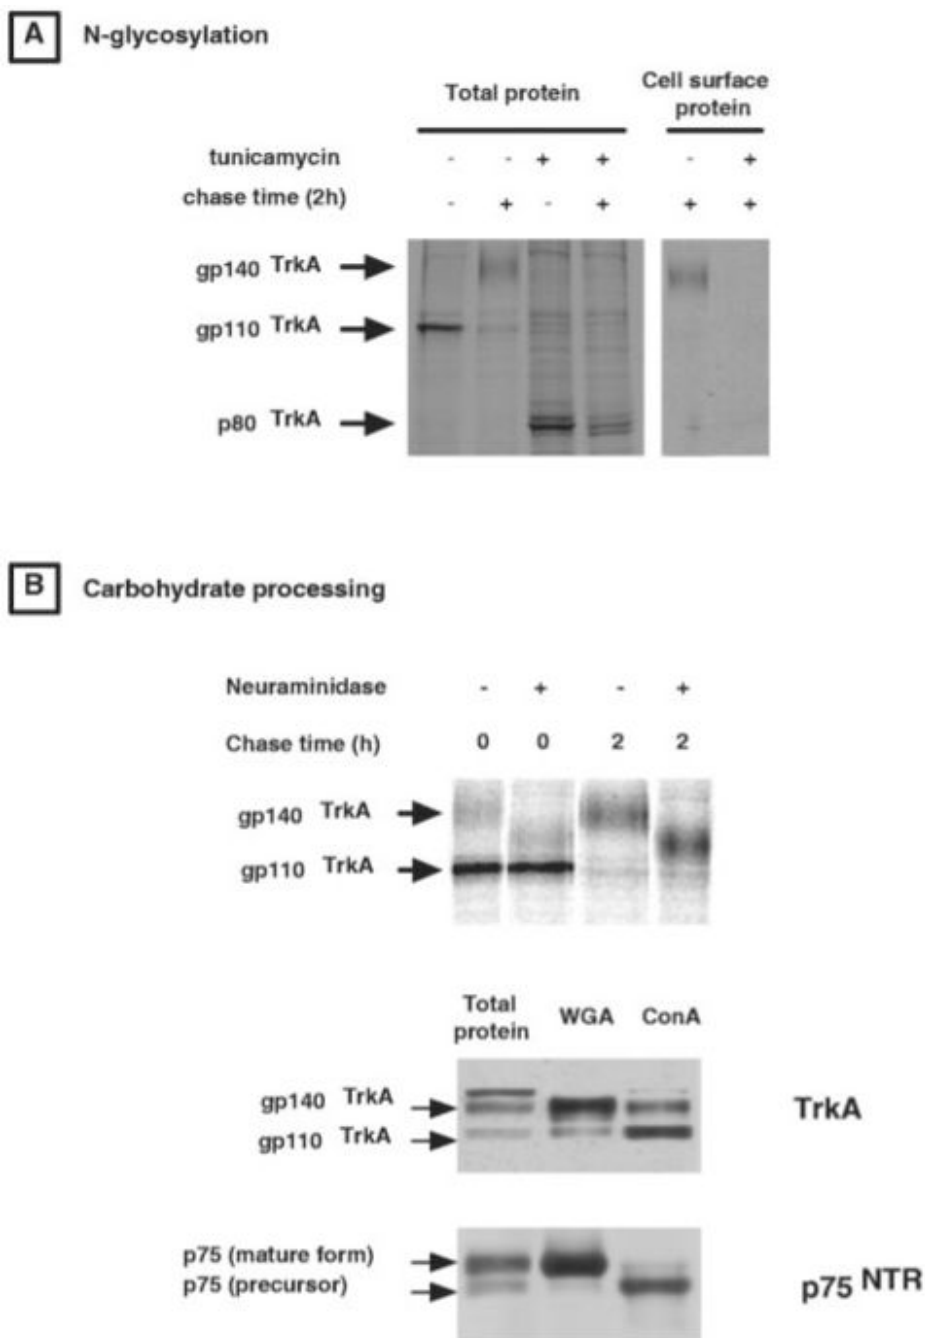 A N-glycosylation
Total protein
Cell surface
protein
tunicamycin - - + + - +
chase time (2h) - + - + + +
gp140 TrkA
gp110 TrkA
p80 TrkA
B Carbohydrate processing
Neuraminidase - + - +
Chase time (h) 0 0 2 2
gp140 TrkA
gp110 TrkA
Total
protein WGA ConA
gp140 TrkA
gp110 TrkA
TrkA
p75 (mature form)
p75 (precursor)
p75 NTR